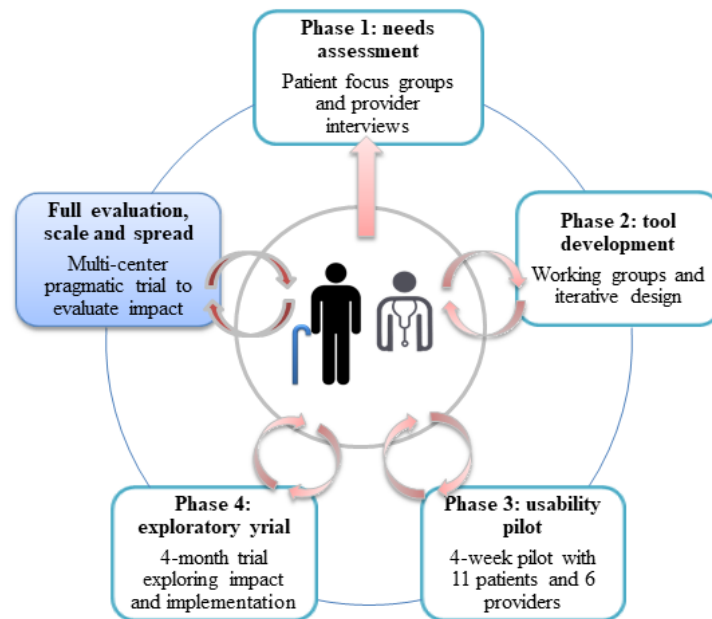 Phase 1: needs
assessment
Patient focus groups
and provider
interviews
Phase 2: tool
development
Working groups and
iterative design
Phase 3: usability
pilot
4-week pilot with
11 patients and 6
providers
Phase 4:
exploratory yrial
4-month trial
exploring impact
and implementation
Full evaluation,
scale and spread
Multi-center
pragmatic trial to
evaluate impact